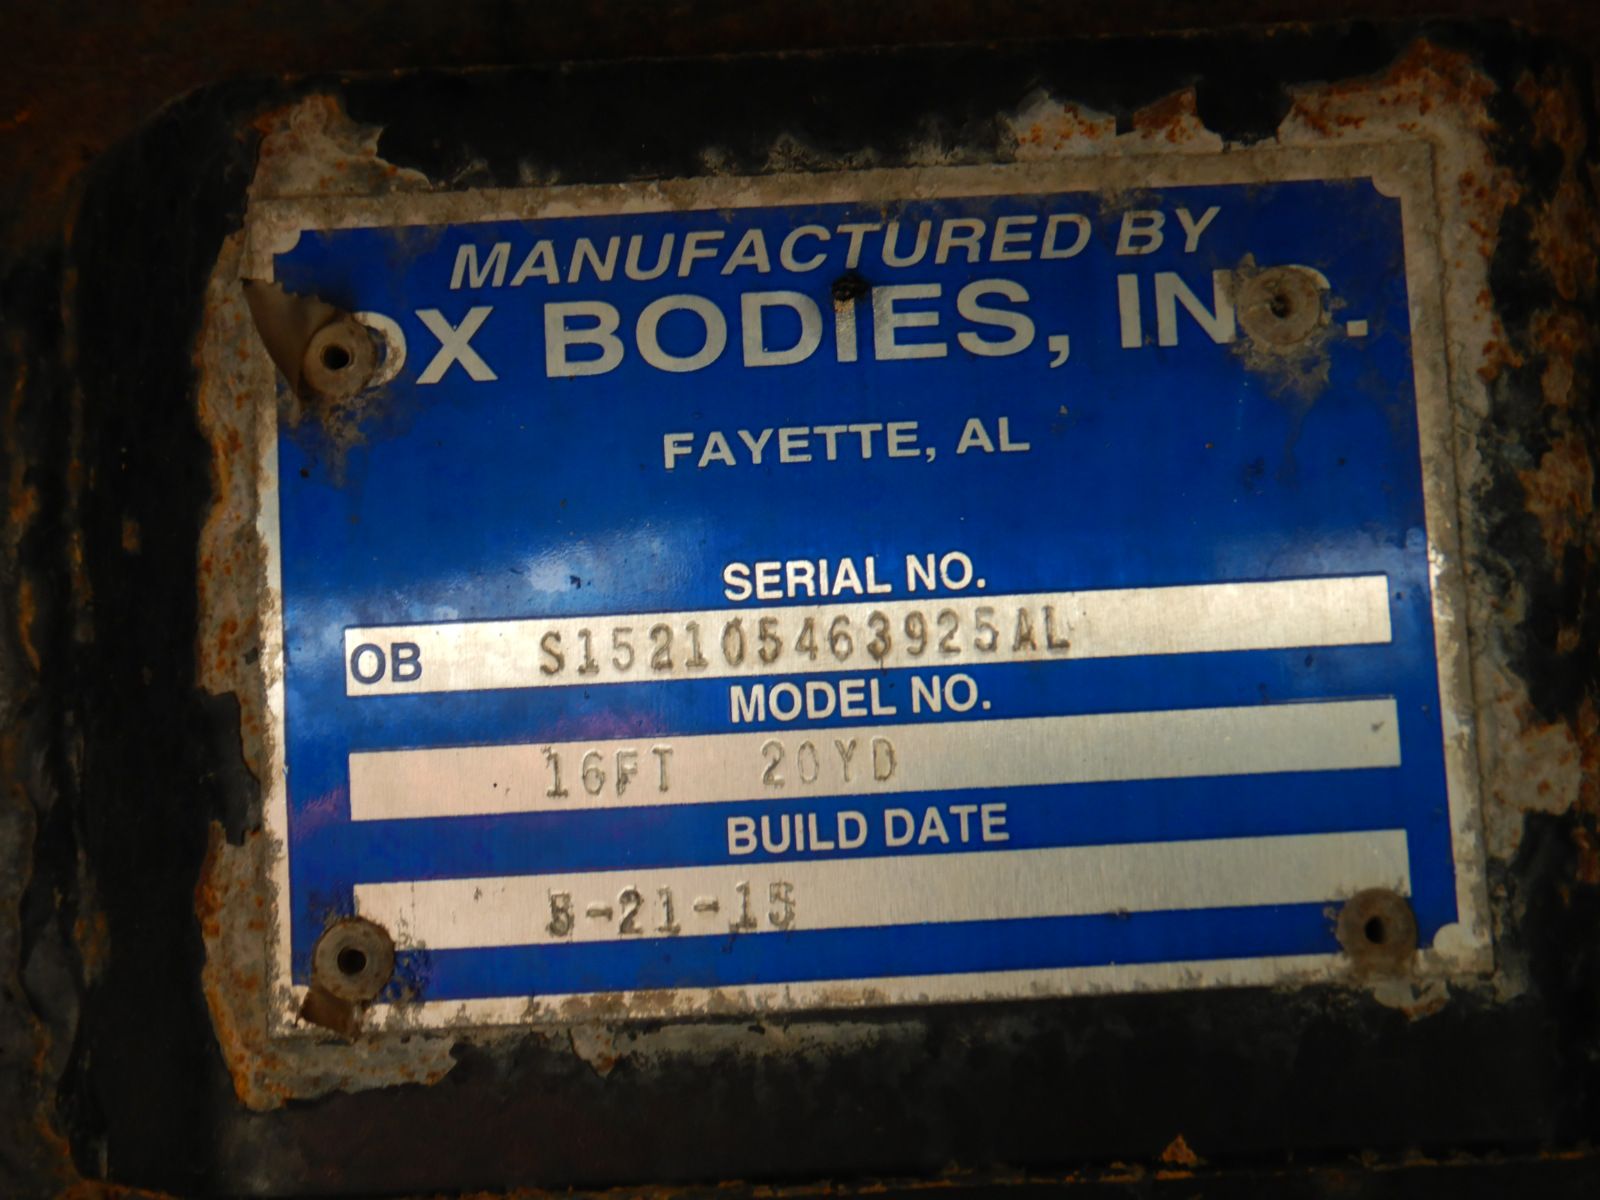 MANUFACTURED BY
OX BODIES, INC.
FAYETTE, AL
SERIAL NO.
OB S152105463925AL
MODEL NO.
16FT 20YD
BUILD DATE
5-21-15